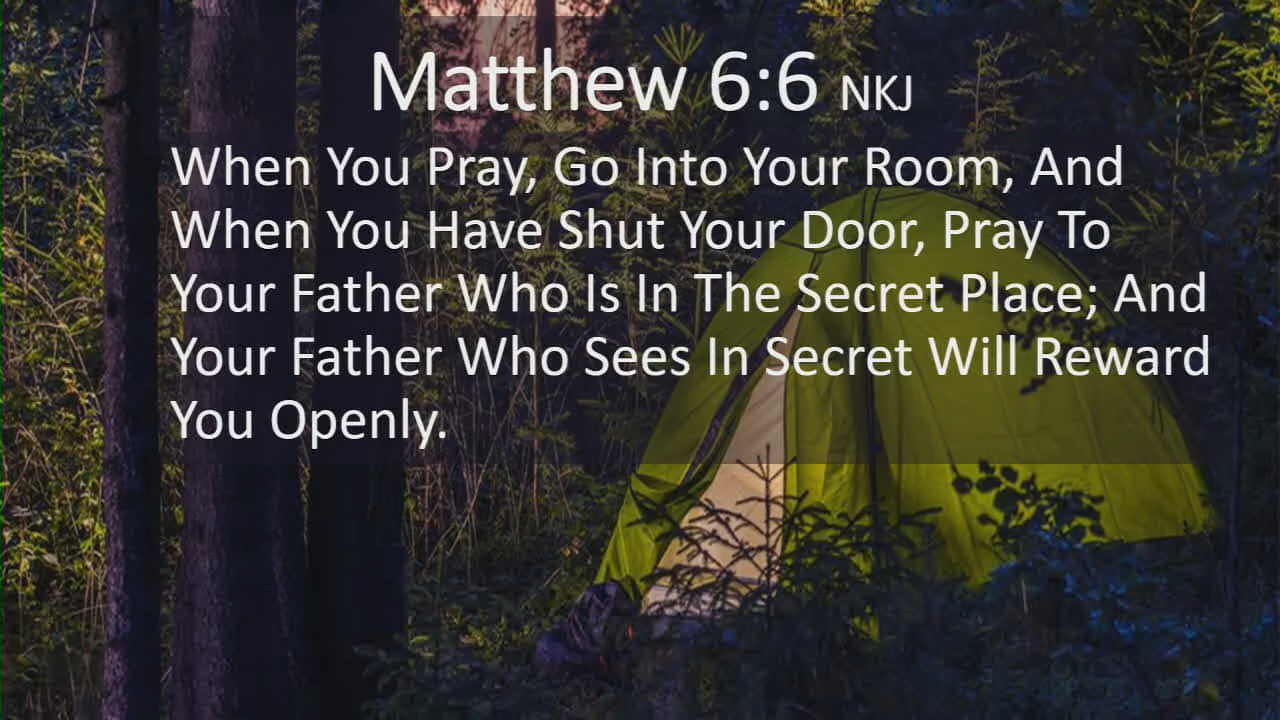 Matthew 6:6 NKJ
When You Pray, Go Into Your Room, And
When You Have Shut Your Door, Pray To
Your Father Who Is In The Secret Place; And
Your Father Who Sees In Secret Will Reward
You Openly.